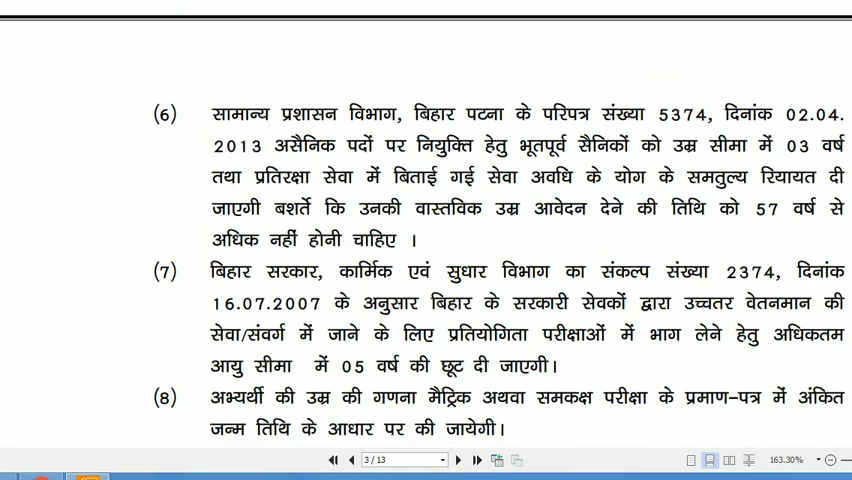 (6) सामान्य प्रशासन विभाग, बिहार पटना के परिपत्र संख्या 5374, दिनांक 02.04.
2013 असैनिक पदों पर नियुक्ति हेतु भूतपूर्व सैनिकों को उम्र सीमा में 03 वर्ष
तथा प्रतिरक्षा सेवा में बिताई गई सेवा अवधि के योग के समतुल्य रियायत दी
जाएगी बशर्ते कि उनकी वास्तविक उम्र आवेदन देने की तिथि को 57 वर्ष से
अधिक नहीं होनी चाहिए ।
(7) बिहार सरकार, कार्मिक एवं सुधार विभाग का संकल्प संख्या 2374, दिनांक
16.07.2007 के अनुसार बिहार के सरकारी सेवकों द्वारा उच्चतर वेतनमान की
सेवा/संवर्ग में जाने के लिए प्रतियोगिता परीक्षाओं में भाग लेने हेतु अधिकतम
आयु सीमा में 05 वर्ष की छूट दी जाएगी।
(8) अभ्यर्थी की उम्र की गणना मैट्रिक अथवा समकक्ष परीक्षा के प्रमाण-पत्र में अंकित
जन्म तिथि के आधार पर की जायेगी।
3 / 13 163.30%